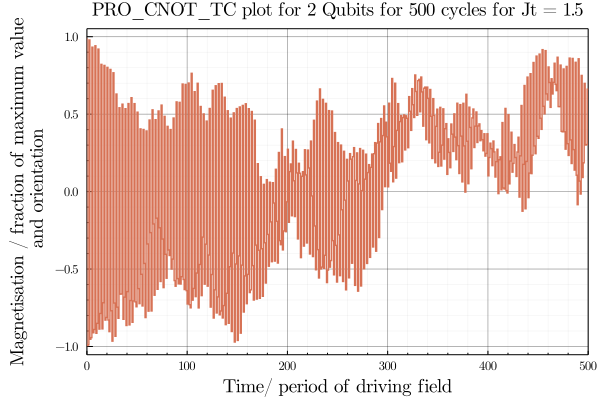 PRO_CNOT_TC plot for 2 Qubits for 500 cycles for Jt = 1.5
Magnetisation / fraction of maximum value
and orientation
1.0
0.5
0.0
−0.5
−1.0
0 100 200 300 400 500
Time/ period of driving field